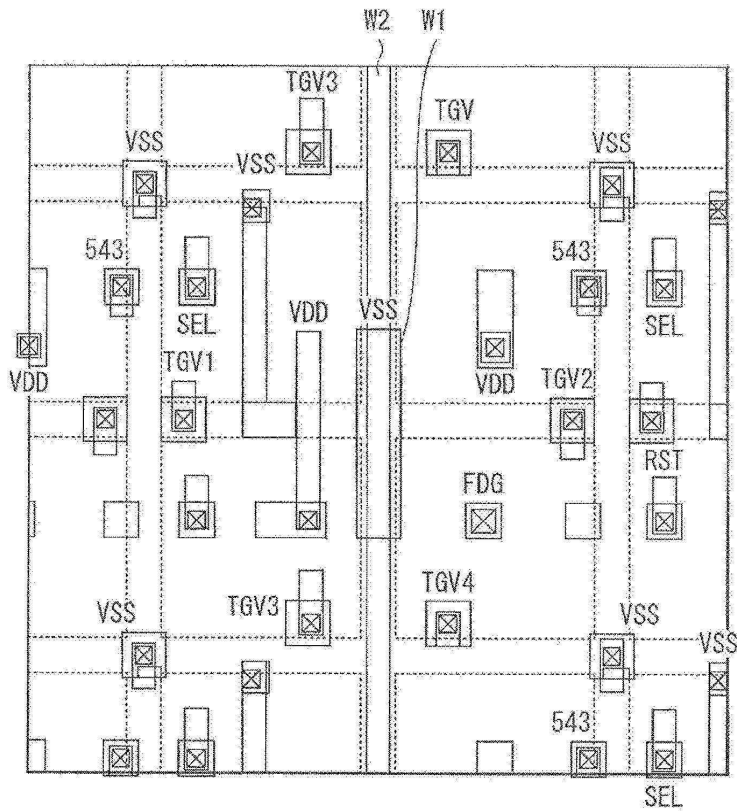 W2 W1
TGV3 TGV
VSS VSS VSS
543 543
SEL SEL
VDD VSS
VDD TGV1 VDD TGV2
RST
FDG
TGV3 TGV4
VSS VSS VSS
543
SEL